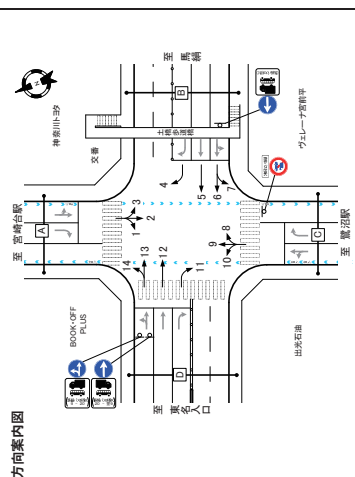 方向案内図
至 馬絹
神奈川トヨタ
交番
土橋歩道橋
B
ヴェレーナ宮前平
至 宮崎台駅
A
4
5
6
7
3
2
1
13
14
12
11
8
9
10
C
至 鷺沼駅
BOOK・OFF
PLUS
D
至 東名入口
出光石油